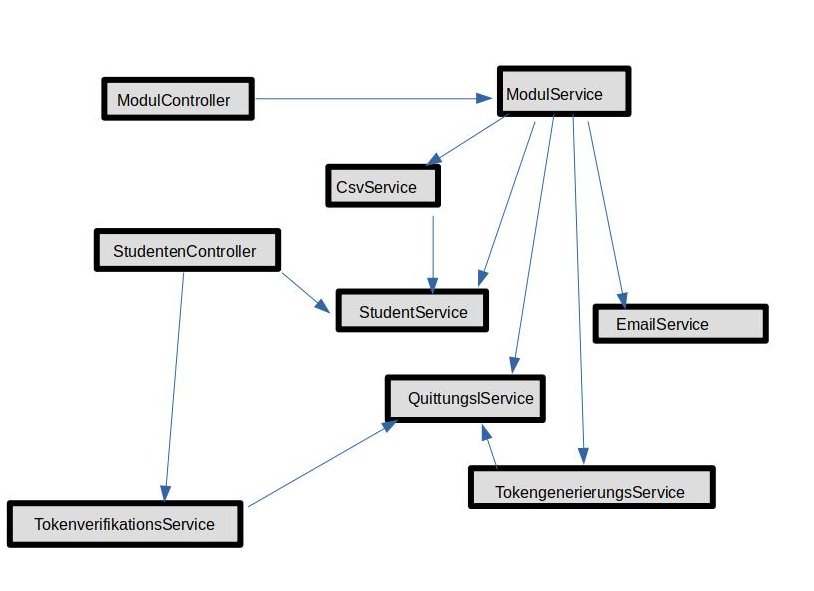 ModulController
ModulService
CsvService
StudentenController
StudentService
EmailService
QuittungslService
TokengenerierungsService
TokenverifikationsService